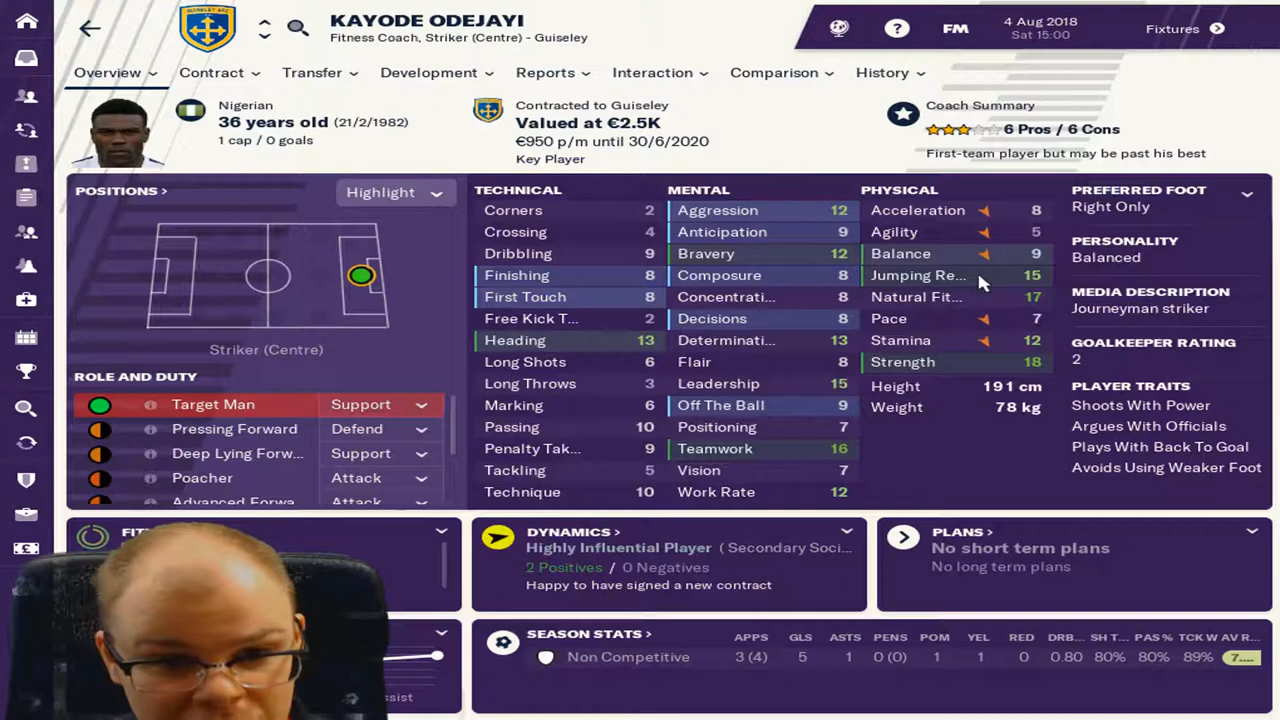 KAYODE ODEJAYI
Fitness Coach, Striker (Centre) - Guiseley
FM
4 Aug 2018
Sat 15:00
Fixtures
Overview
Contract
Transfer
Development
Reports
Interaction
Comparison
History
Nigerian
36 years old (21/2/1982)
1 cap / 0 goals
Contracted to Guiseley
Valued at €2.5K
€950 p/m until 30/6/2020
Key Player
Coach Summary
6 Pros / 6 Cons
First-team player but may be past his best
POSITIONS >
Highlight
Striker (Centre)
ROLE AND DUTY
Target Man Support
Pressing Forward Defend
Deep Lying Forw... Support
Poacher Attack
Advanced Forwa... Attack
TECHNICAL
Corners 2
Crossing 4
Dribbling 9
Finishing 8
First Touch 8
Free Kick T... 2
Heading 13
Long Shots 6
Long Throws 3
Marking 6
Passing 10
Penalty Tak... 9
Tackling 5
Technique 10
MENTAL
Aggression 12
Anticipation 9
Bravery 12
Composure 8
Concentrati... 8
Decisions 8
Determinati... 13
Flair 8
Leadership 15
Off The Ball 9
Positioning 7
Teamwork 16
Vision 7
Work Rate 12
PHYSICAL
Acceleration 8
Agility 5
Balance 9
Jumping Re... 15
Natural Fit... 17
Pace 7
Stamina 12
Strength 18
Height 191 cm
Weight 78 kg
PREFERRED FOOT
Right Only
PERSONALITY
Balanced
MEDIA DESCRIPTION
Journeyman striker
GOALKEEPER RATING
2
PLAYER TRAITS
Shoots With Power
Argues With Officials
Plays With Back To Goal
Avoids Using Weaker Foot
DYNAMICS >
Highly Influential Player ( Secondary Soci...
2 Positives / 0 Negatives
Happy to have signed a new contract
PLANS >
No short term plans
No long term plans
SEASON STATS > APPS GLS ASTS PENS POM YEL RED DRB... SH T... PAS % TCK W AV R...
Non Competitive 3 (4) 5 1 0 (0) 1 1 0 0.80 80% 80% 89% 7....